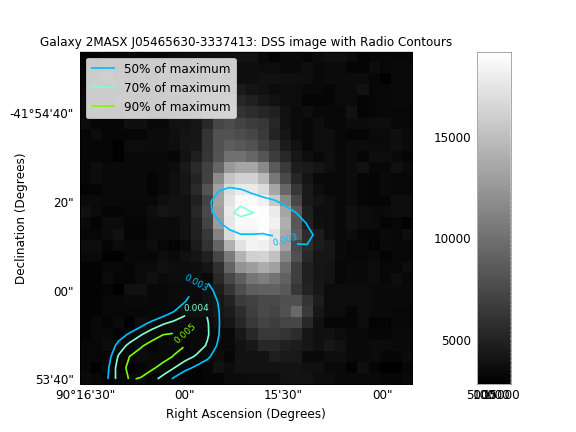 Galaxy 2MASX J05465630-3337413: DSS image with Radio Contours
50% of maximum
70% of maximum
90% of maximum
-41°54'40"
20"
00"
53'40"
Declination (Degrees)
0.003
0.003
0.004
0.005
90°16'30"
00"
15'30"
00"
Right Ascension (Degrees)
15000
10000
5000